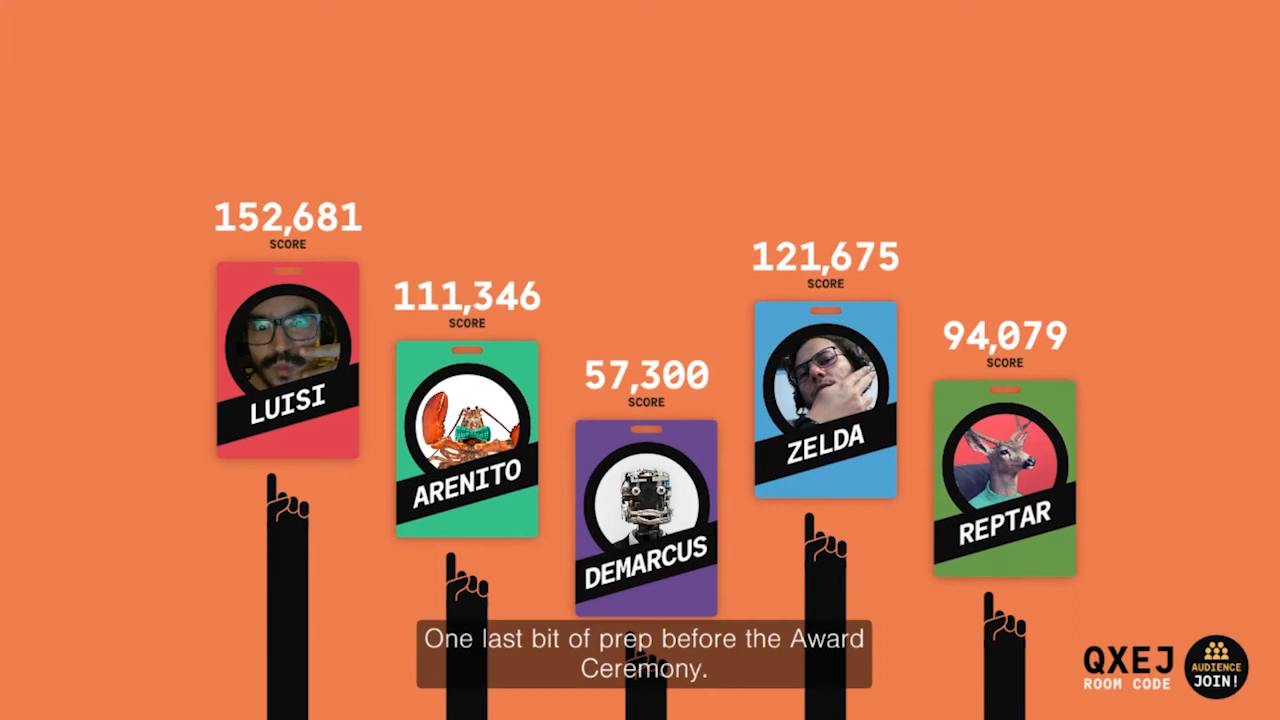 152,681
SCORE
LUISI
111,346
SCORE
ARENITO
57,300
SCORE
DEMARCUS
121,675
SCORE
ZELDA
94,079
SCORE
REPTAR
One last bit of prep before the Award
Ceremony.
QXEJ
ROOM CODE
AUDIENCE
JOIN!